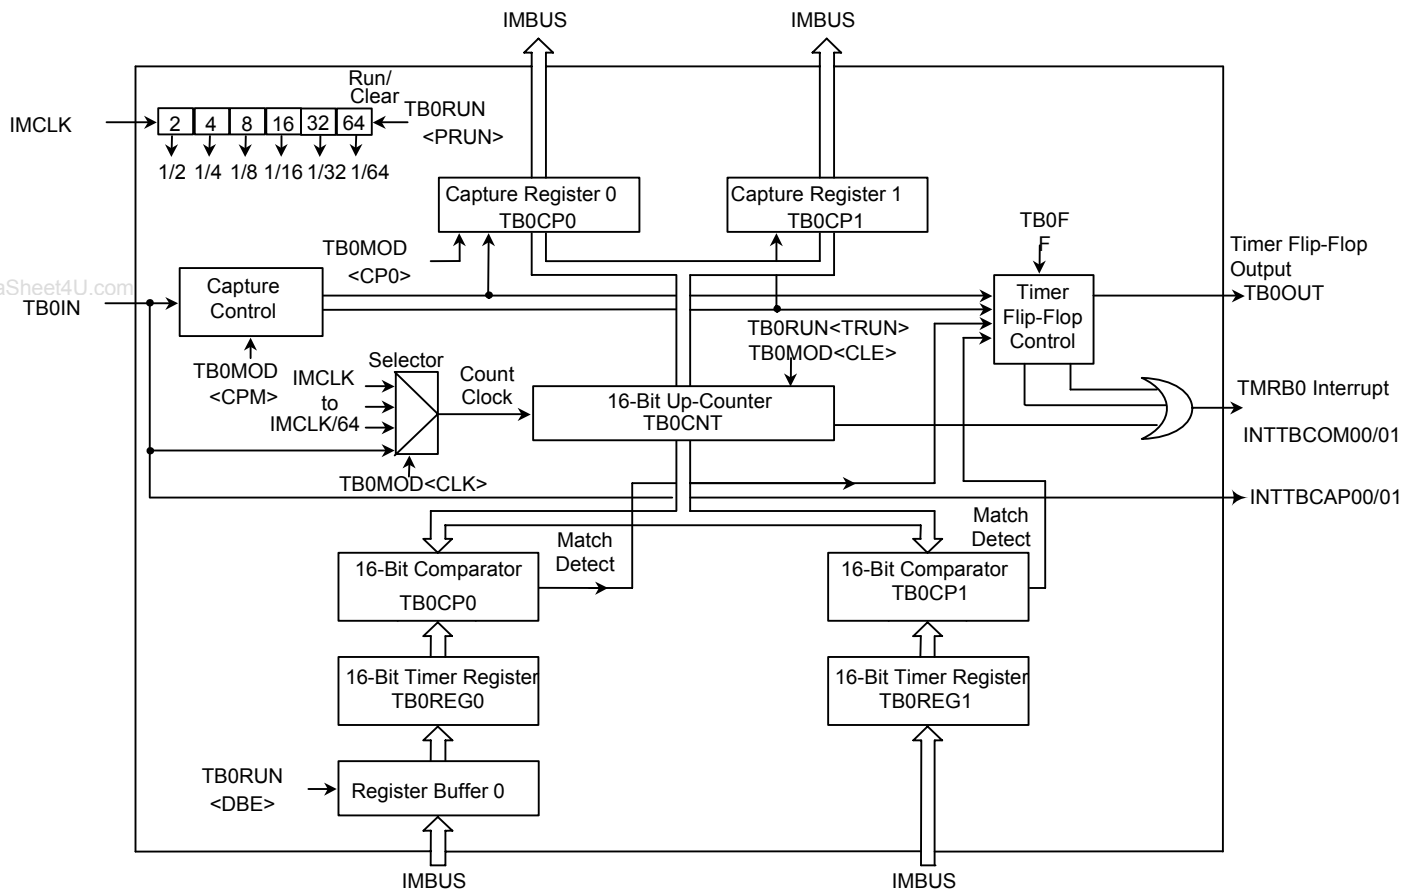 IMBUS
IMBUS
Run/
Clear
IMCLK
2 4 8 16 32 64
TB0RUN
<PRUN>
1/2 1/4 1/8 1/16 1/32 1/64
Capture Register 0
TB0CP0
Capture Register 1
TB0CP1
TB0MOD
<CP0>
TB0F
F
Timer Flip-Flop
Output
TB0OUT
aSheet4U.com
TB0IN
Capture
Control
Timer
Flip-Flop
Control
TB0RUN<TRUN>
TB0MOD<CLE>
TB0MOD
<CPM>
Selector
IMCLK
to
IMCLK/64
Count
Clock
16-Bit Up-Counter
TB0CNT
TMRB0 Interrupt
INTTBCOM00/01
TB0MOD<CLK>
INTTBCAP00/01
Match
Detect
Match
Detect
16-Bit Comparator
TB0CP0
16-Bit Comparator
TB0CP1
16-Bit Timer Register
TB0REG0
16-Bit Timer Register
TB0REG1
TB0RUN
<DBE>
Register Buffer 0
IMBUS
IMBUS